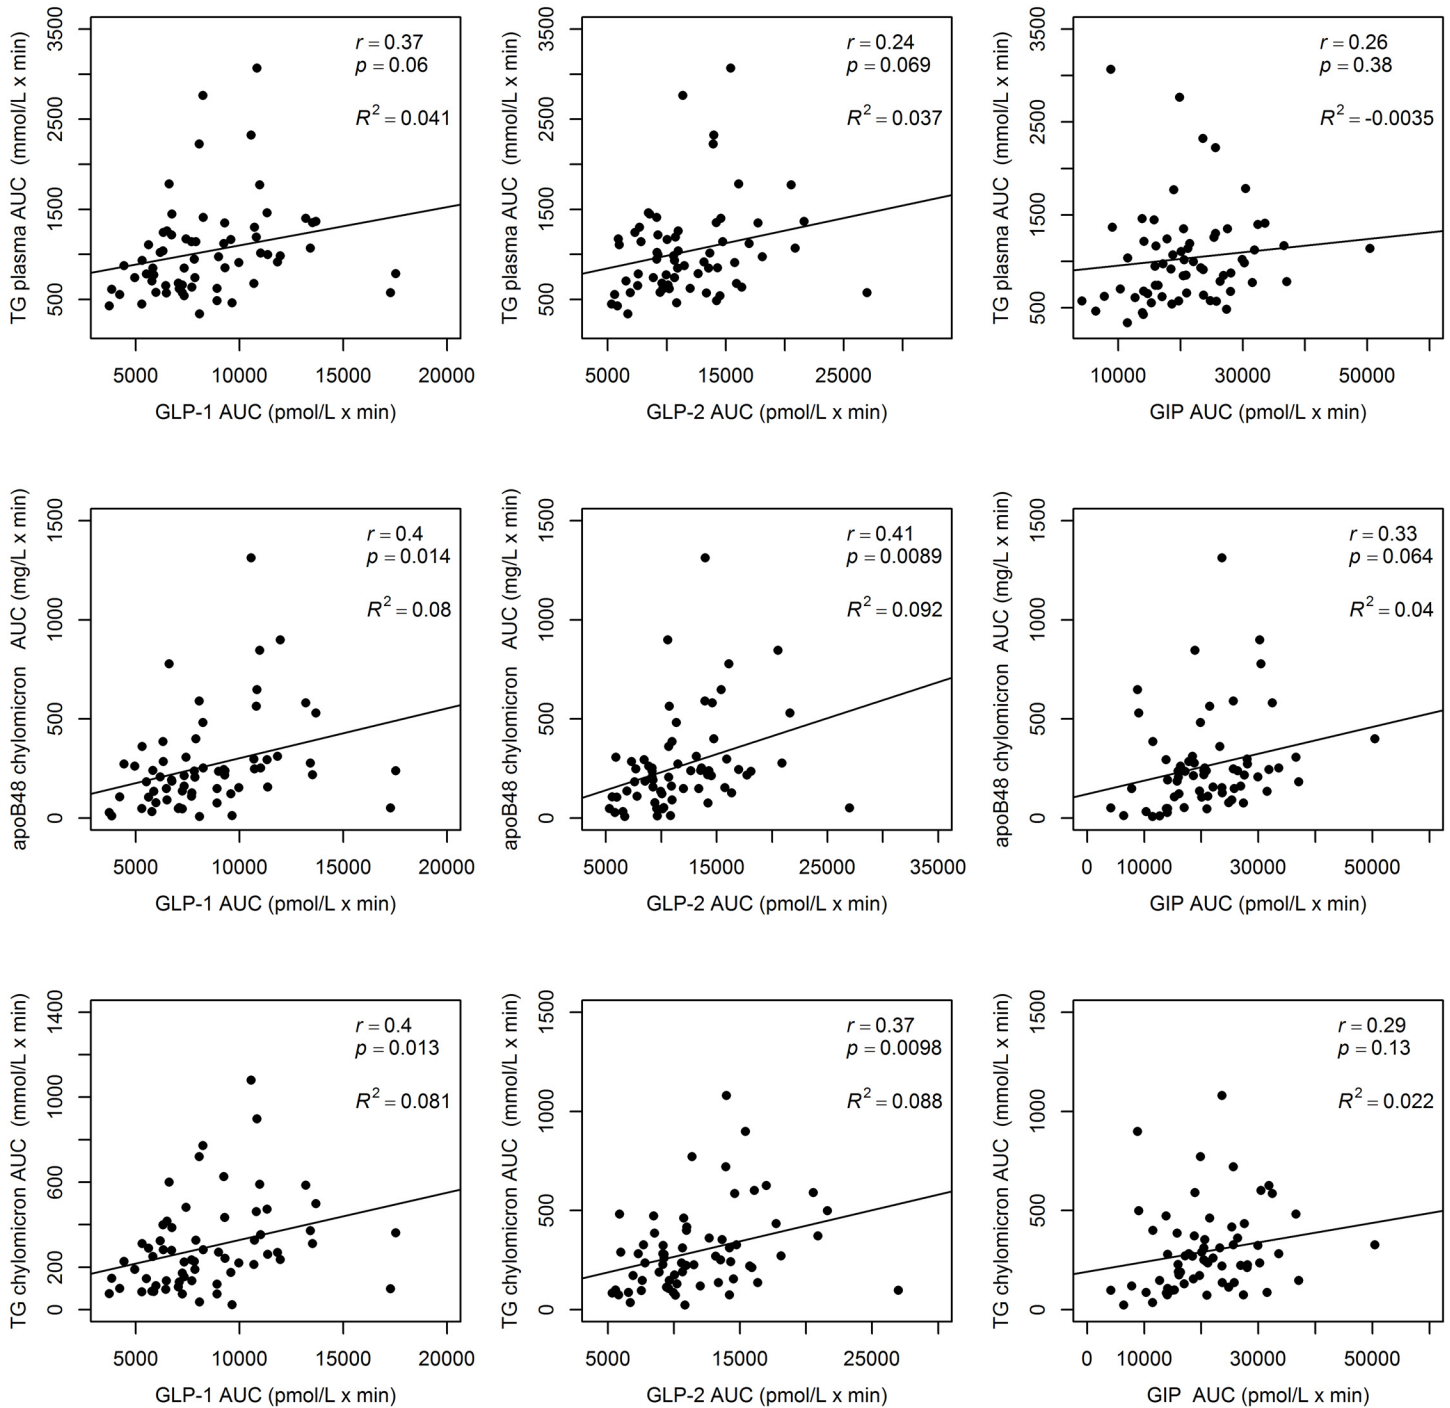 TG plasma AUC (mmol/L x min)
500 1500 2500 3500
r = 0.37
p = 0.06
R2 = 0.041
5000 10000 15000 20000
GLP-1 AUC (pmol/L x min)
TG plasma AUC (mmol/L x min)
500 1500 2500 3500
r = 0.24
p = 0.069
R2 = 0.037
5000 15000 25000
GLP-2 AUC (pmol/L x min)
TG plasma AUC (mmol/L x min)
500 1500 2500 3500
r = 0.26
p = 0.38
R2 = -0.0035
10000 30000 50000
GIP AUC (pmol/L x min)
apoB48 chylomicron AUC (mg/L x min)
0 500 1000 1500
r = 0.4
p = 0.014
R2 = 0.08
5000 10000 15000 20000
GLP-1 AUC (pmol/L x min)
apoB48 chylomicron AUC (mg/L x min)
0 500 1000 1500
r = 0.41
p = 0.0089
R2 = 0.092
5000 15000 25000 35000
GLP-2 AUC (pmol/L x min)
apoB48 chylomicron AUC (mg/L x min)
0 500 1000 1500
r = 0.33
p = 0.064
R2 = 0.04
0 10000 30000 50000
GIP AUC (pmol/L x min)
TG chylomicron AUC (mmol/L x min)
0 200 600 1000 1400
r = 0.4
p = 0.013
R2 = 0.081
5000 10000 15000 20000
GLP-1 AUC (pmol/L x min)
TG chylomicron AUC (mmol/L x min)
0 500 1000 1500
r = 0.37
p = 0.0098
R2 = 0.088
5000 15000 25000
GLP-2 AUC (pmol/L x min)
TG chylomicron AUC (mmol/L x min)
0 500 1000 1500
r = 0.29
p = 0.13
R2 = 0.022
0 10000 30000 50000
GIP AUC (pmol/L x min)